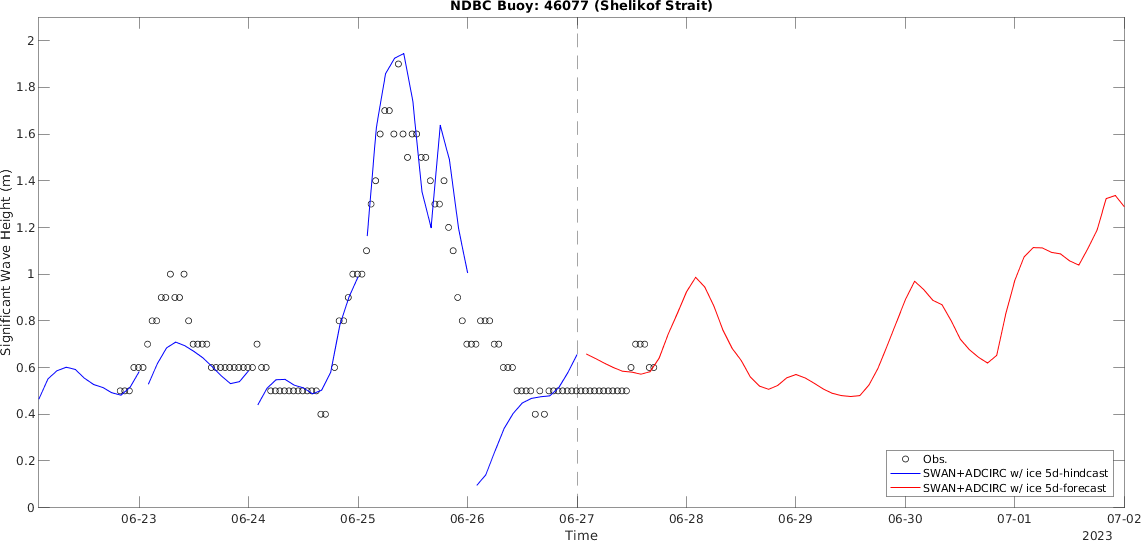 NDBC Buoy: 46077 (Shelikof Strait)
Significant Wave Height (m)
2
1.8
1.6
1.4
1.2
1
0.8
0.6
0.4
0.2
0
Obs.
SWAN+ADCIRC w/ ice 5d-hindcast
SWAN+ADCIRC w/ ice 5d-forecast
06-23 06-24 06-25 06-26 06-27 06-28 06-29 06-30 07-01 07-02
Time
2023